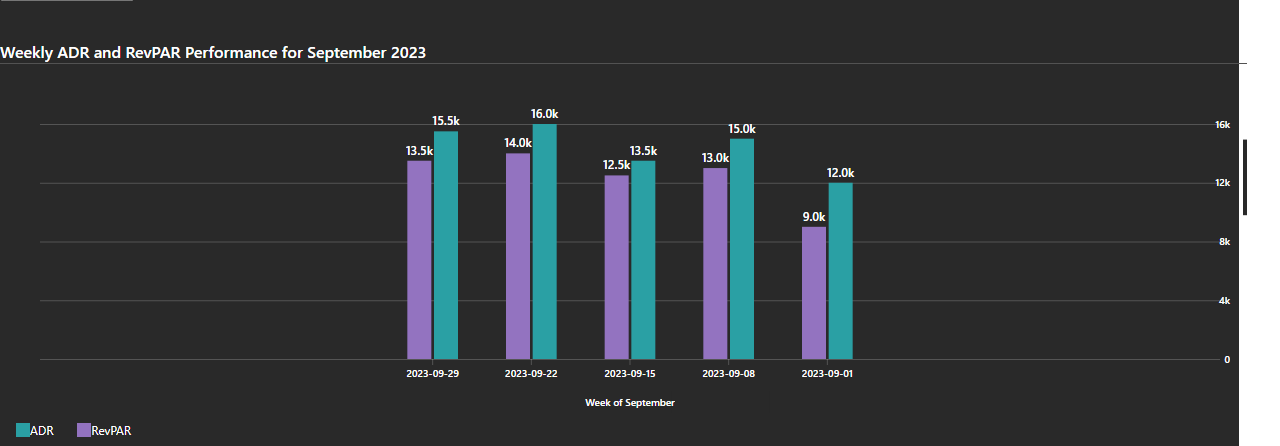 Weekly ADR and RevPAR Performance for September 2023
16.0k
15.5k
15.0k
14.0k
13.5k
13.5k
13.0k
12.5k
12.0k
9.0k
16k
12k
8k
4k
0
2023-09-29 2023-09-22 2023-09-15 2023-09-08 2023-09-01
Week of September
ADR RevPAR